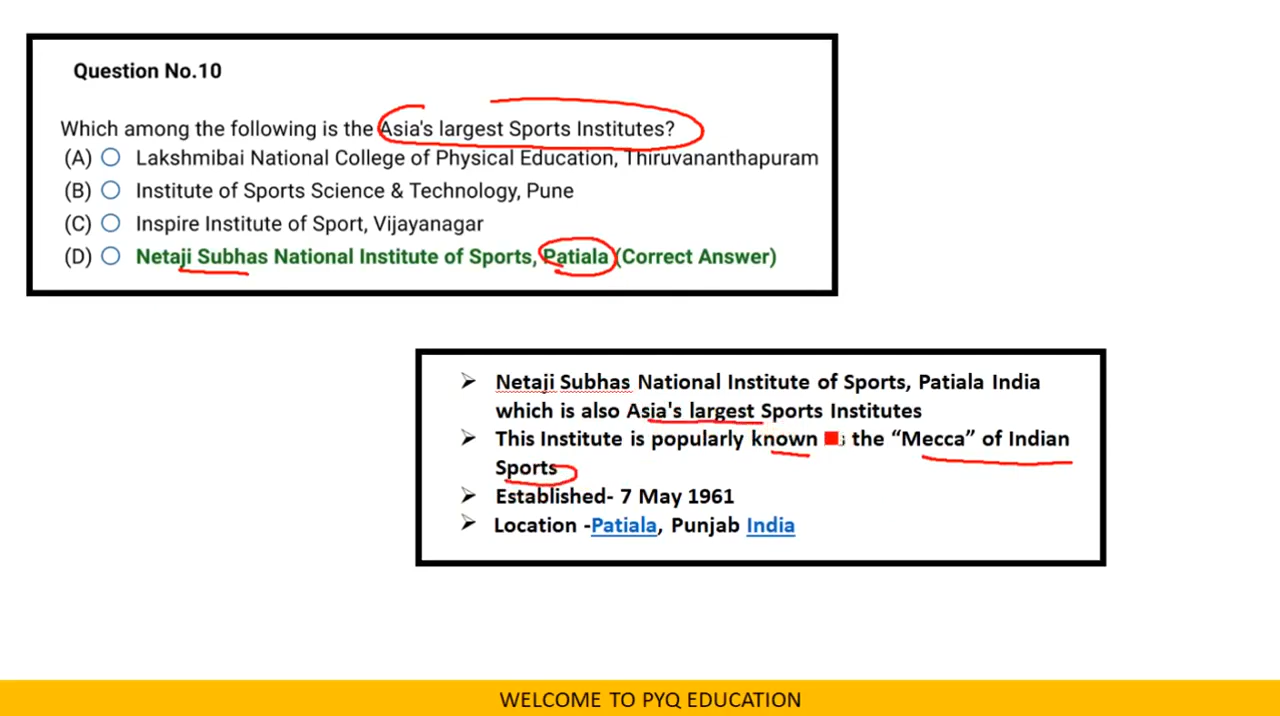 Question No.10
Which among the following is the Asia's largest Sports Institutes?
(A) Lakshmibai National College of Physical Education, Thiruvananthapuram
(B) Institute of Sports Science & Technology, Pune
(C) Inspire Institute of Sport, Vijayanagar
(D) Netaji Subhas National Institute of Sports, Patiala (Correct Answer)
➢ Netaji Subhas National Institute of Sports, Patiala India
which is also Asia's largest Sports Institutes
➢ This Institute is popularly known the “Mecca” of Indian
Sports
➢ Established- 7 May 1961
➢ Location -Patiala, Punjab India
WELCOME TO PYQ EDUCATION